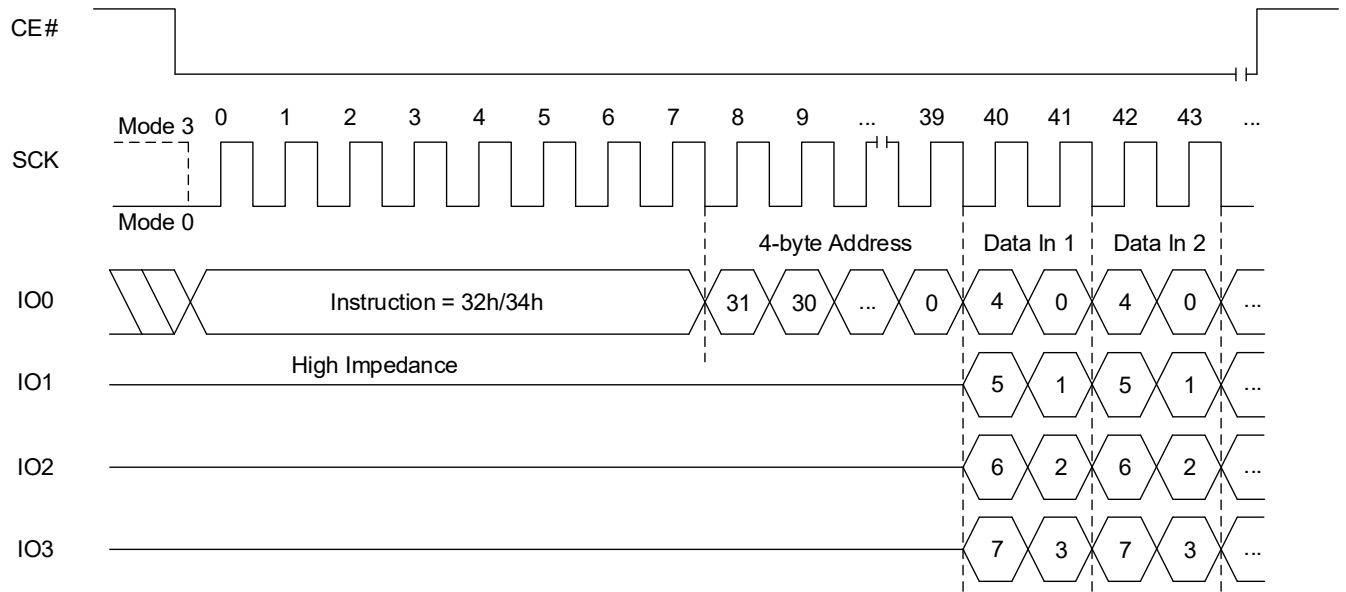 CE#
Mode 3 0 1 2 3 4 5 6 7 8 9 ... 39 40 41 42 43 ...
SCK
Mode 0
4-byte Address Data In 1 Data In 2
IO0 Instruction = 32h/34h 31 30 ... 0 4 0 4 0 ...
High Impedance
IO1 5 1 5 1 ...
IO2 6 2 6 2 ...
IO3 7 3 7 3 ...